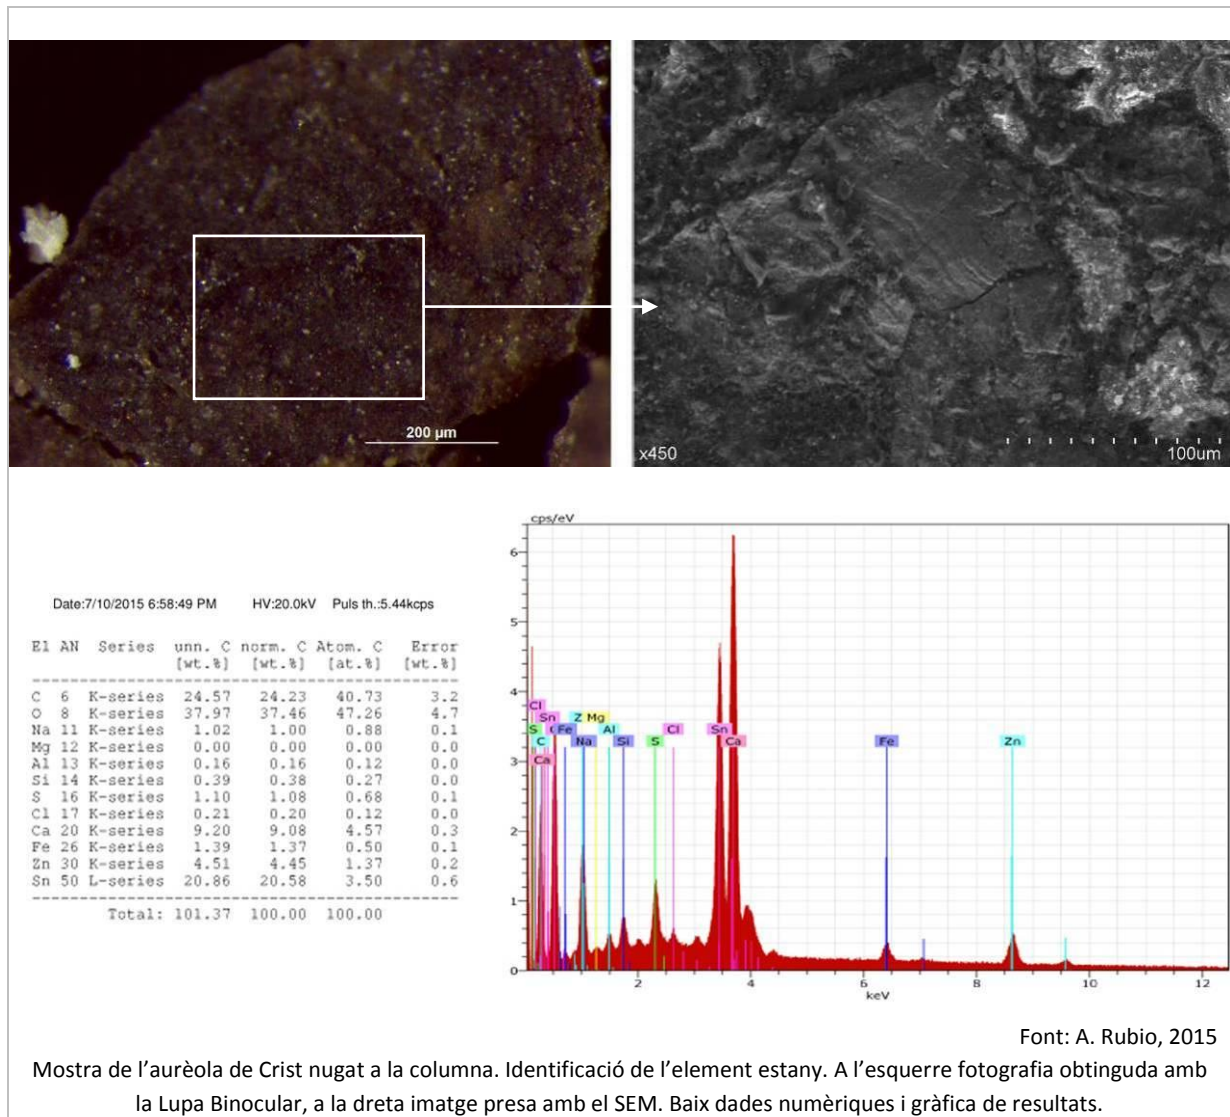 200 µm
x450
100um
cps/eV
Date:7/10/2015 6:58:49 PM HV:20.0kV Puls th.:5.44kcps
El AN Series unn. C norm. C Atom. C Error
[wt.%] [wt.%] [at.%] [wt.%]
C 6 K-series 24.57 24.23 40.73 3.2
O 8 K-series 37.97 37.46 47.26 4.7
Na 11 K-series 1.02 1.00 0.88 0.1
Mg 12 K-series 0.00 0.00 0.00 0.0
Al 13 K-series 0.16 0.16 0.12 0.0
Si 14 K-series 0.39 0.38 0.27 0.0
S 16 K-series 1.10 1.08 0.68 0.1
Cl 17 K-series 0.21 0.20 0.12 0.0
Ca 20 K-series 9.20 9.08 4.57 0.3
Fe 26 K-series 1.39 1.37 0.50 0.1
Zn 30 K-series 4.51 4.45 1.37 0.2
Sn 50 L-series 20.86 20.58 3.50 0.6
Total: 101.37 100.00 100.00
6
5
4
3
2
1
0
Cl
Sn Z Mg
S Fe Al Cl Sn
C Na Si S Ca Fe Zn
Ca
2 4 6 8 10 12
keV
Font: A. Rubio, 2015
Mostra de l’aurèola de Crist nugat a la columna. Identificació de l’element estany. A l’esquerre fotografia obtinguda amb
la Lupa Binocular, a la dreta imatge presa amb el SEM. Baix dades numèriques i gràfica de resultats.